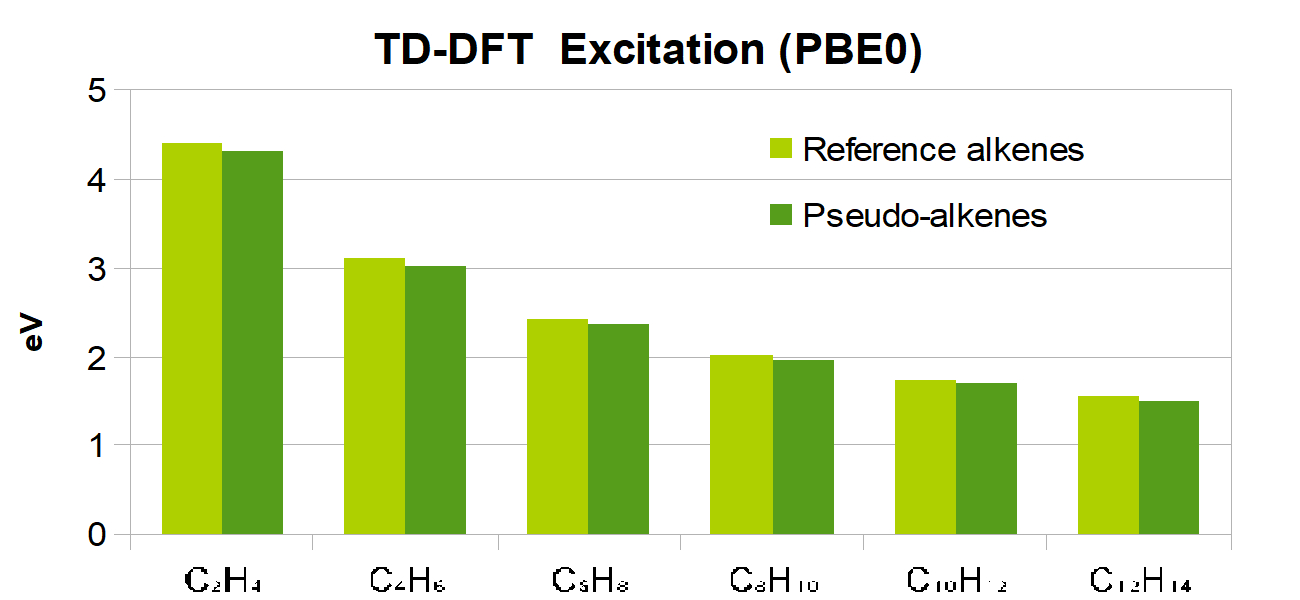 TD-DFT  Excitation (PBE0)
5
Reference alkenes
4
Pseudo-alkenes
3
eV
2
1
0
C₂H₄ C₄H₆ C₆H₈ C₈H₁₀ C₁₀H₁₂ C₁₂H₁₄